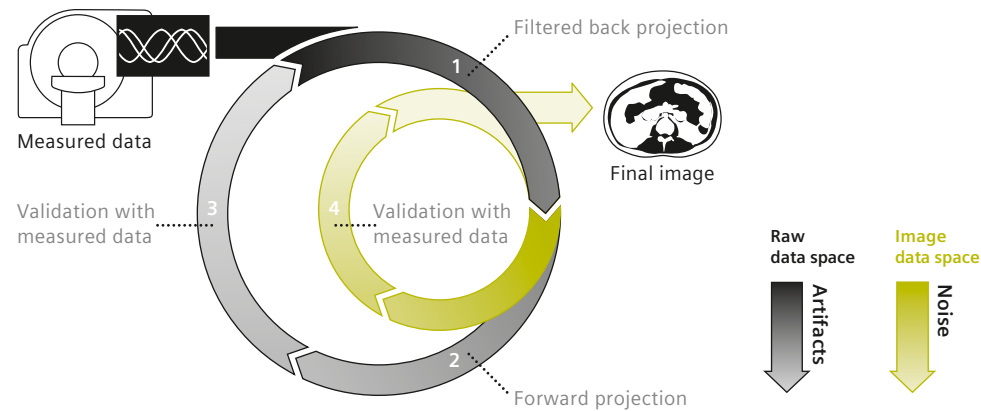 Filtered back projection
1
Measured data
Final image
Validation with
measured data
3
4
Validation with
measured data
2
Forward projection
Raw
data space
Image
data space
Artifacts
Noise